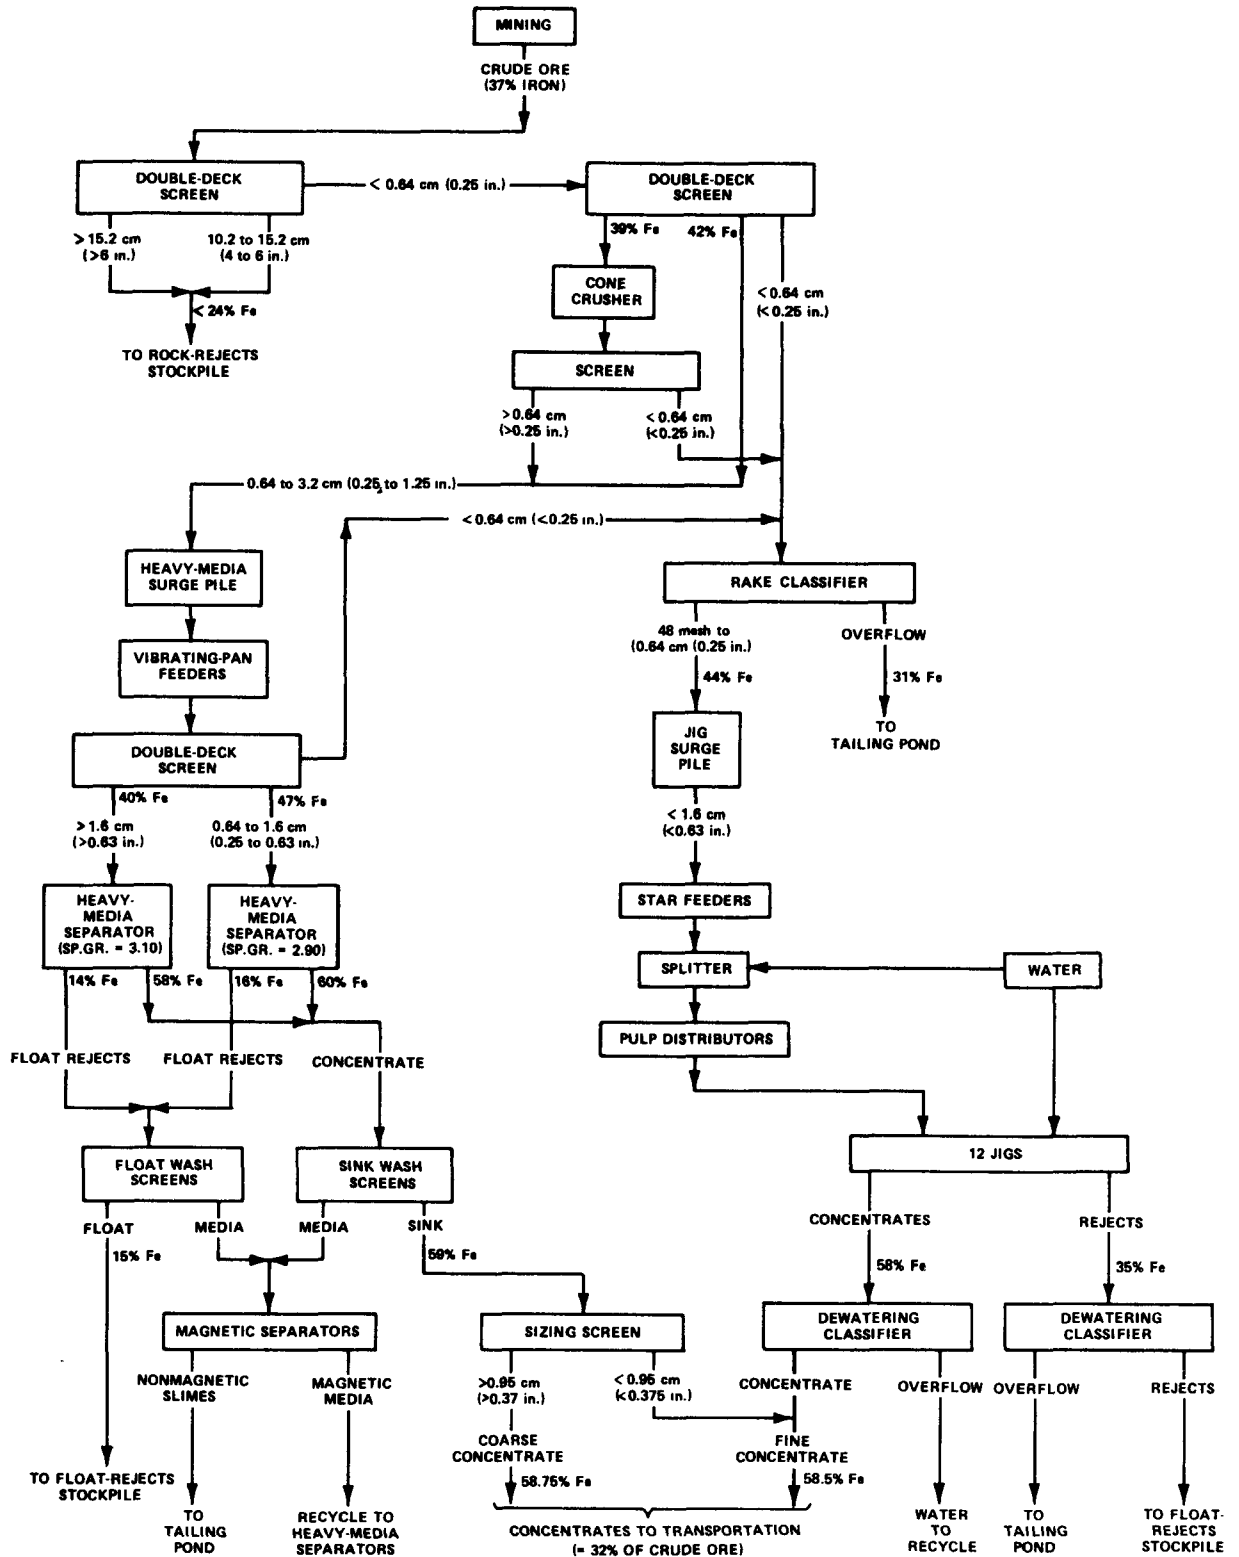 MINING
CRUDE ORE
(37% IRON)
DOUBLE-DECK
SCREEN
< 0.64 cm (0.25 in.)
DOUBLE-DECK
SCREEN
> 15.2 cm
(>6 in.)
10.2 to 15.2 cm
(4 to 6 in.)
< 24% Fe
TO ROCK-REJECTS
STOCKPILE
39% Fe
42% Fe
CONE
CRUSHER
< 0.64 cm
(< 0.25 in.)
SCREEN
>0.64 cm
(>0.25 in.)
< 0.64 cm
(<0.25 in.)
0.64 to 3.2 cm (0.25 to 1.25 in.)
< 0.64 cm (<0.25 in.)
HEAVY-MEDIA
SURGE PILE
RAKE CLASSIFIER
VIBRATING-PAN
FEEDERS
48 mesh to
(0.64 cm (0.25 in.)
OVERFLOW
44% Fe
31% Fe
TO
TAILING POND
DOUBLE-DECK
SCREEN
JIG
SURGE
PILE
40% Fe
47% Fe
> 1.6 cm
(>0.63 in.)
0.64 to 1.6 cm
(0.25 to 0.63 in.)
< 1.6 cm
(<0.63 in.)
HEAVY-
MEDIA
SEPARATOR
(SP.GR. = 3.10)
HEAVY-
MEDIA
SEPARATOR
(SP.GR. = 2.90)
STAR FEEDERS
14% Fe
58% Fe
16% Fe
60% Fe
SPLITTER
WATER
PULP DISTRIBUTORS
FLOAT REJECTS
FLOAT REJECTS
CONCENTRATE
FLOAT WASH
SCREENS
SINK WASH
SCREENS
12 JIGS
FLOAT
MEDIA
MEDIA
SINK
15% Fe
59% Fe
CONCENTRATES
REJECTS
58% Fe
35% Fe
MAGNETIC SEPARATORS
SIZING SCREEN
DEWATERING
CLASSIFIER
DEWATERING
CLASSIFIER
NONMAGNETIC
SLIMES
MAGNETIC
MEDIA
>0.95 cm
(>0.37 in.)
< 0.95 cm
(<0.375 in.)
CONCENTRATE
OVERFLOW
OVERFLOW
REJECTS
COARSE
CONCENTRATE
FINE
CONCENTRATE
58.75% Fe
58.5% Fe
TO FLOAT-REJECTS
STOCKPILE
TO
TAILING
POND
RECYCLE TO
HEAVY-MEDIA
SEPARATORS
CONCENTRATES TO TRANSPORTATION
(= 32% OF CRUDE ORE)
WATER
TO
RECYCLE
TO
TAILING
POND
TO FLOAT-
REJECTS
STOCKPILE